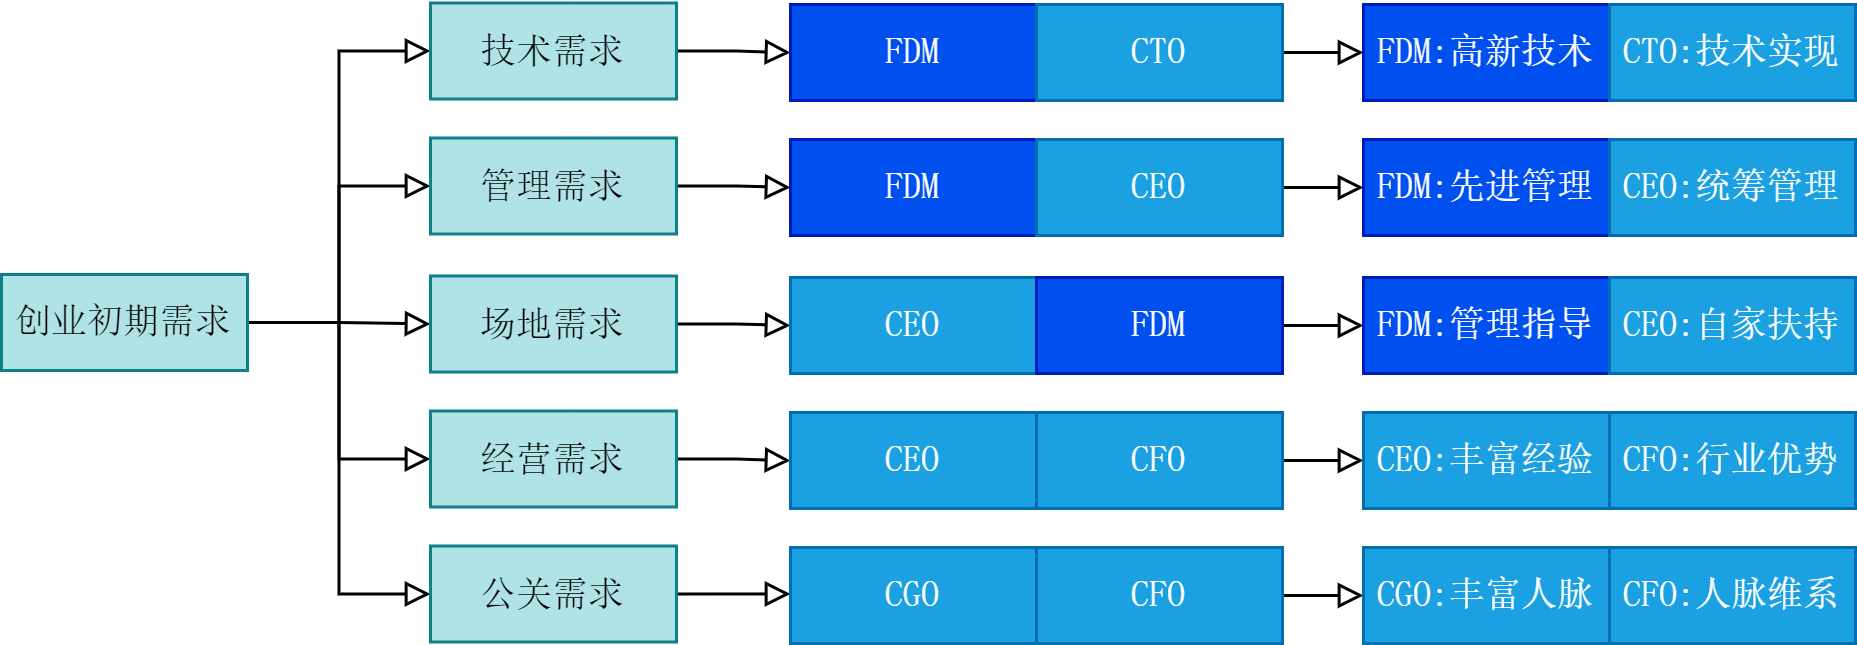 技术需求
FDM
CTO
FDM:高新技术
CTO:技术实现
管理需求
FDM
CEO
FDM:先进管理
CEO:统筹管理
创业初期需求
场地需求
CEO
FDM
FDM:管理指导
CEO:自家扶持
经营需求
CEO
CFO
CEO:丰富经验
CFO:行业优势
公关需求
CGO
CFO
CGO:丰富人脉
CFO:人脉维系